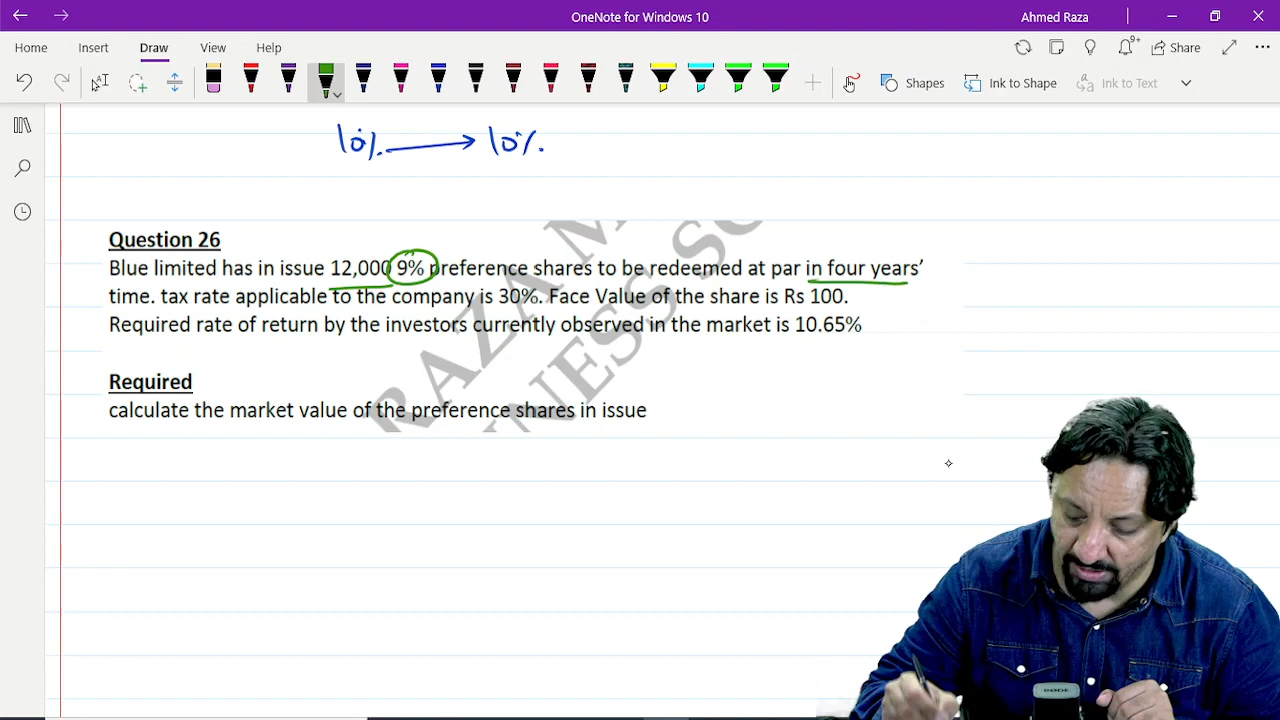 OneNote for Windows 10
Ahmed Raza
Home Insert Draw View Help
Share
Shapes Ink to Shape Ink to Text
10% → 10%
Question 26
Blue limited has in issue 12,000 9% preference shares to be redeemed at par in four years’
time. tax rate applicable to the company is 30%. Face Value of the share is Rs 100.
Required rate of return by the investors currently observed in the market is 10.65%
Required
calculate the market value of the preference shares in issue
RAZA M
NESS SC